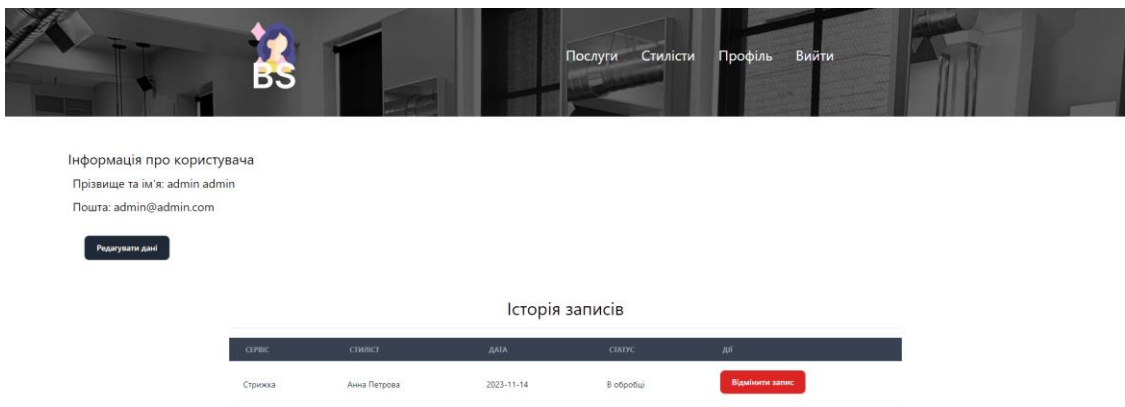 BS
Послуги Стилісти Профіль Вийти
Інформація про користувача
Прізвище та ім'я: admin admin
Пошта: admin@admin.com
Редагувати дані
Історія записів
СЕРВІС СТИЛІСТ ДАТА СТАТУС ДІЇ
Стрижка Анна Петрова 2023-11-14 В обробці Відмінити запис